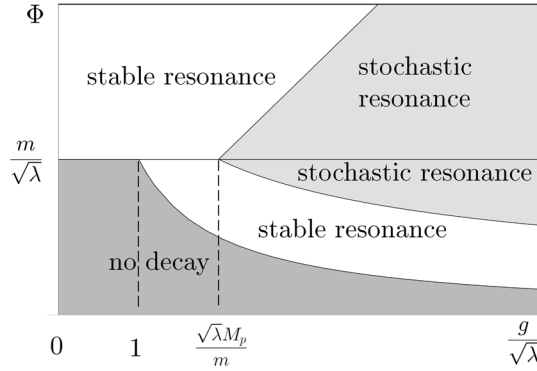 Φ
stable resonance
stochastic
resonance
m/√λ
stochastic resonance
stable resonance
no decay
0
1
√λM_p/m
g/√λ